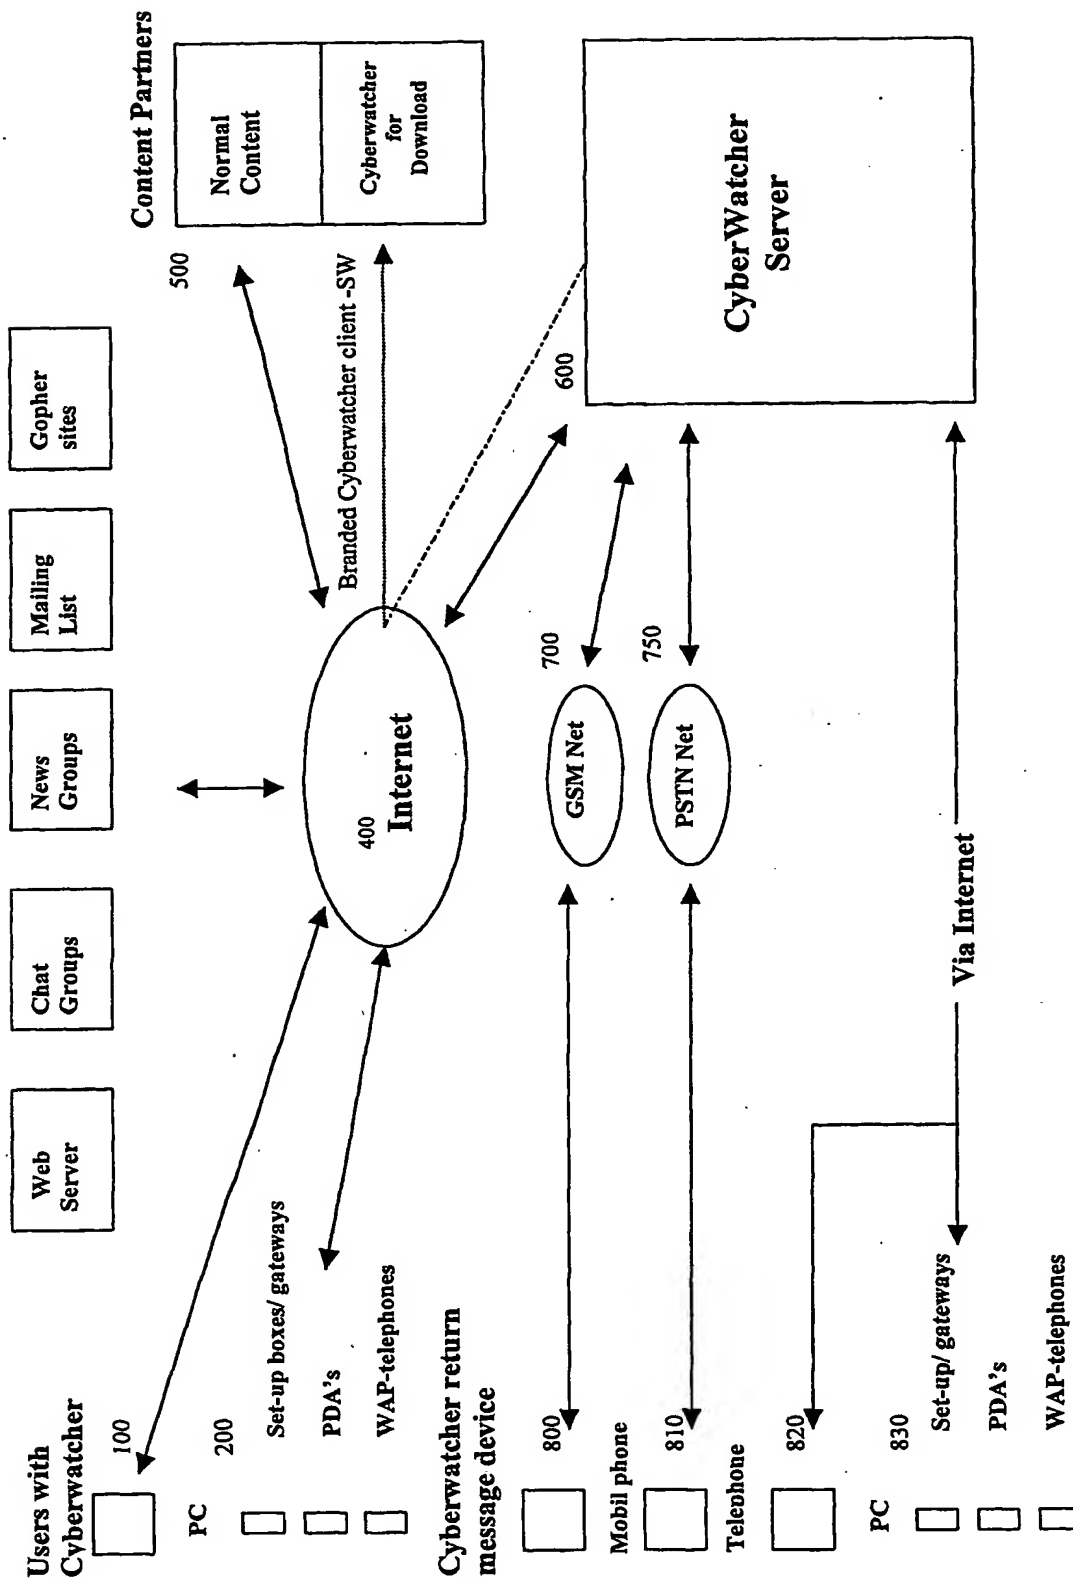 Web
Server
Chat
Groups
News
Groups
Mailing
List
Gopher
sites
Content Partners
Normal
Content
Cyberwatcher
for
Download
500
Users with
Cyberwatcher
100
PC
200
Set-up boxes/ gateways
PDA's
WAP-telephones
400
Internet
Branded Cyberwatcher client -SW
600
CyberWatcher
Server
Cyberwatcher return
message device
800
Mobil phone
810
Telephone
820
PC
830
Set-up/ gateways
PDA's
WAP-telephones
700
GSM Net
750
PSTN Net
Via Internet